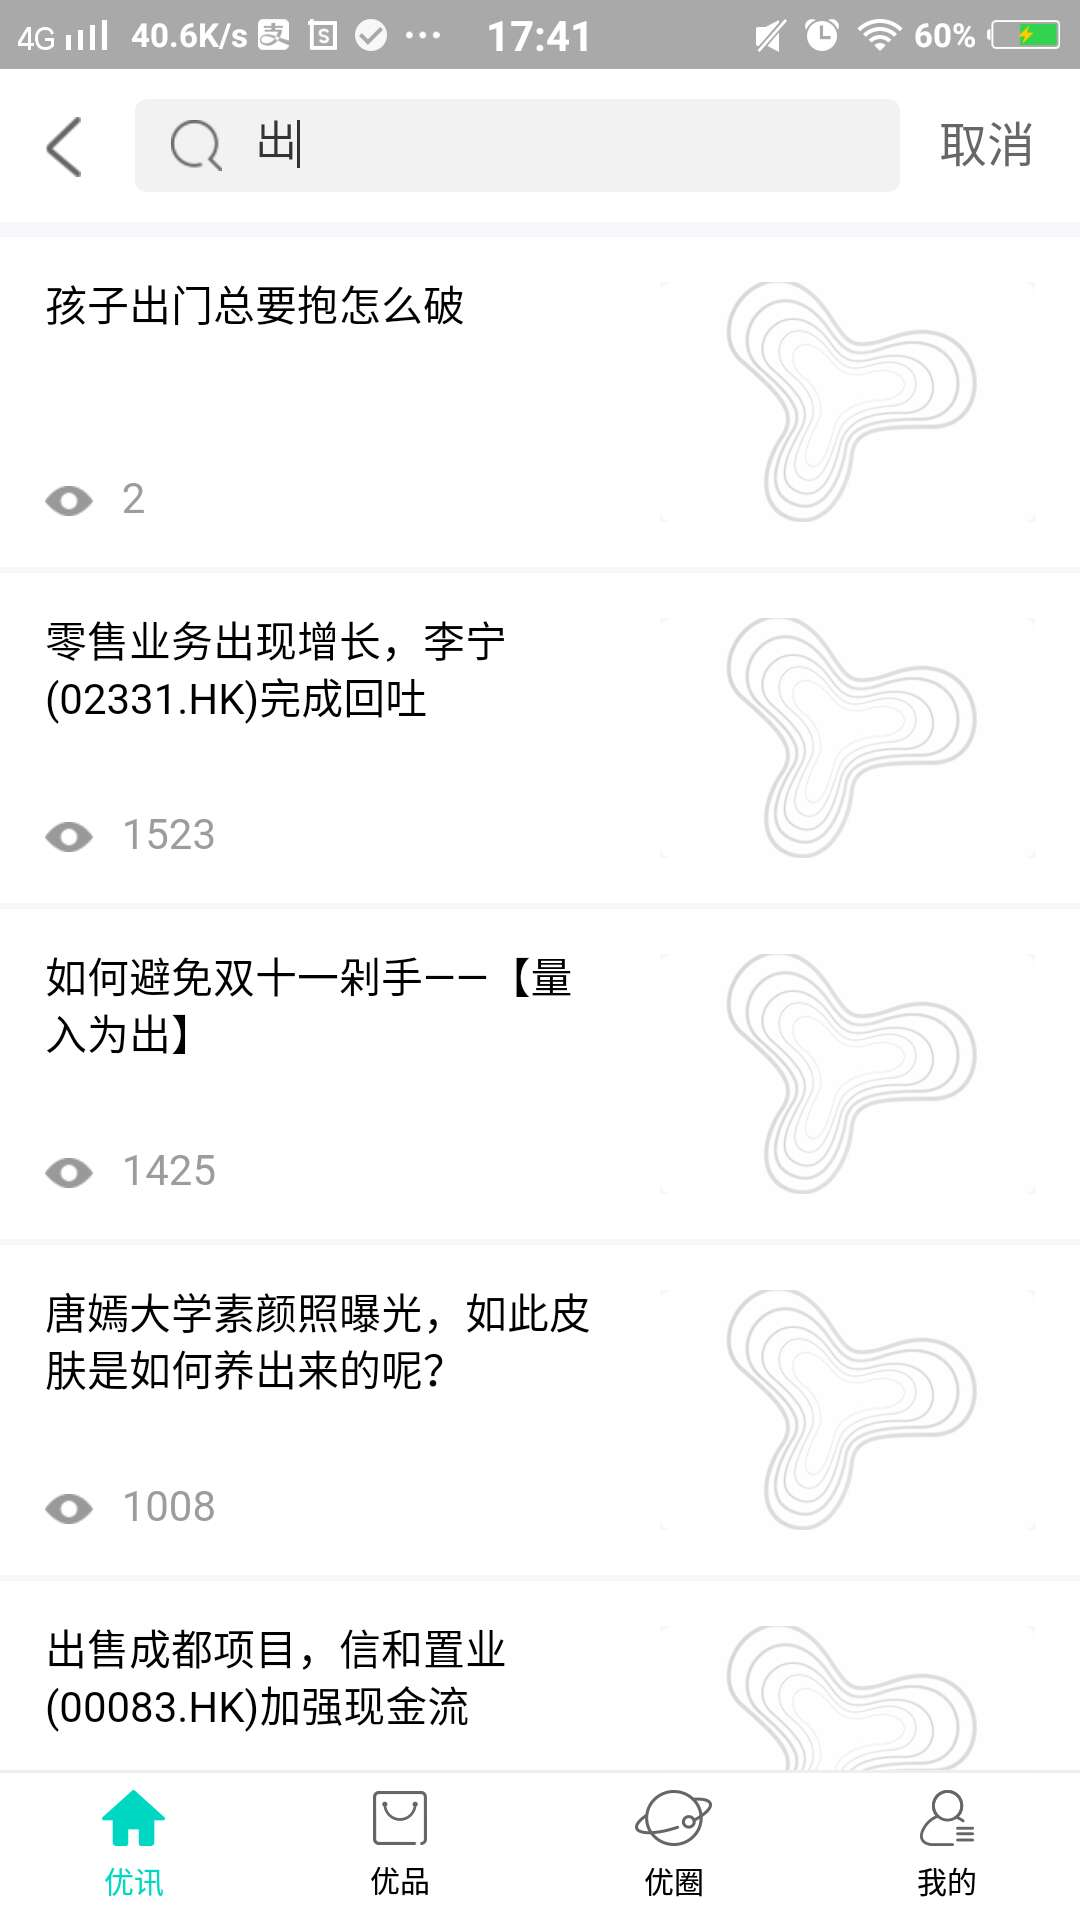 4G 40.6K/s 支 S ... 17:41 60%
出 取消
孩子出门总要抱怎么破
2
零售业务出现增长，李宁
(02331.HK)完成回吐
1523
如何避免双十一剁手——【量
入为出】
1425
唐嫣大学素颜照曝光，如此皮
肤是如何养出来的呢？
1008
出售成都项目，信和置业
(00083.HK)加强现金流
优讯 优品 优圈 我的